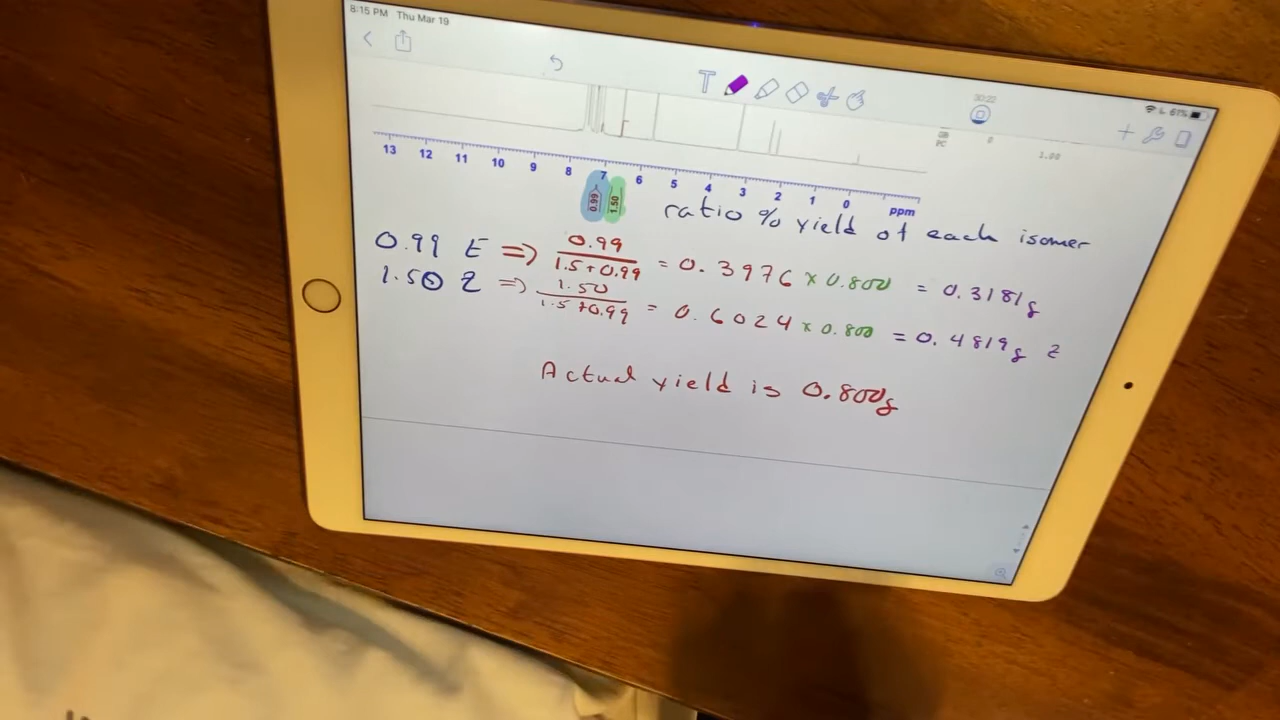 8:15 PM Thu Mar 19
61%
T
1.00
13 12 11 10 9 8 7 6 5 4 3 2 1 0 ppm
0.99 1.50
ratio % yield of each isomer
0.99 E ⇒ 0.99 / 1.5+0.99 = 0.3976 × 0.800 = 0.3181g
1.50 Z ⇒ 1.50 / 1.5+0.99 = 0.6024 × 0.800 = 0.4819g Z
Actual yield is 0.800g